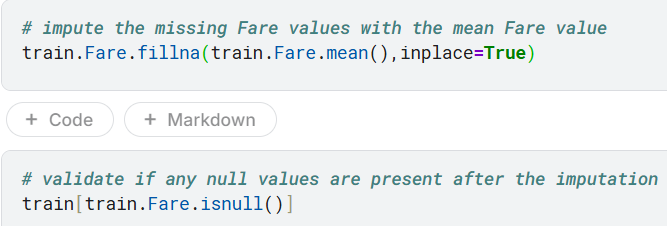 # impute the missing Fare values with the mean Fare value
train.Fare.fillna(train.Fare.mean(),inplace=True)
+ Code + Markdown
# validate if any null values are present after the imputation
train[train.Fare.isnull()]